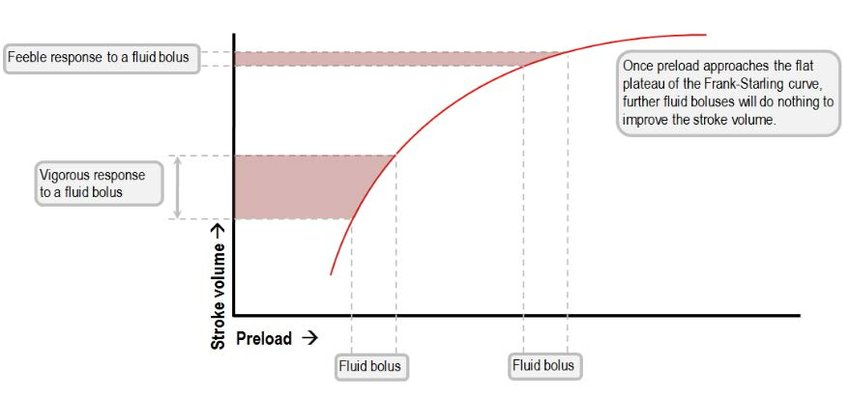 Feeble response to a fluid bolus
Once preload approaches the flat
plateau of the Frank-Starling curve,
further fluid boluses will do nothing to
improve the stroke volume.
Vigorous response
to a fluid bolus
Stroke volume →
Preload →
Fluid bolus
Fluid bolus